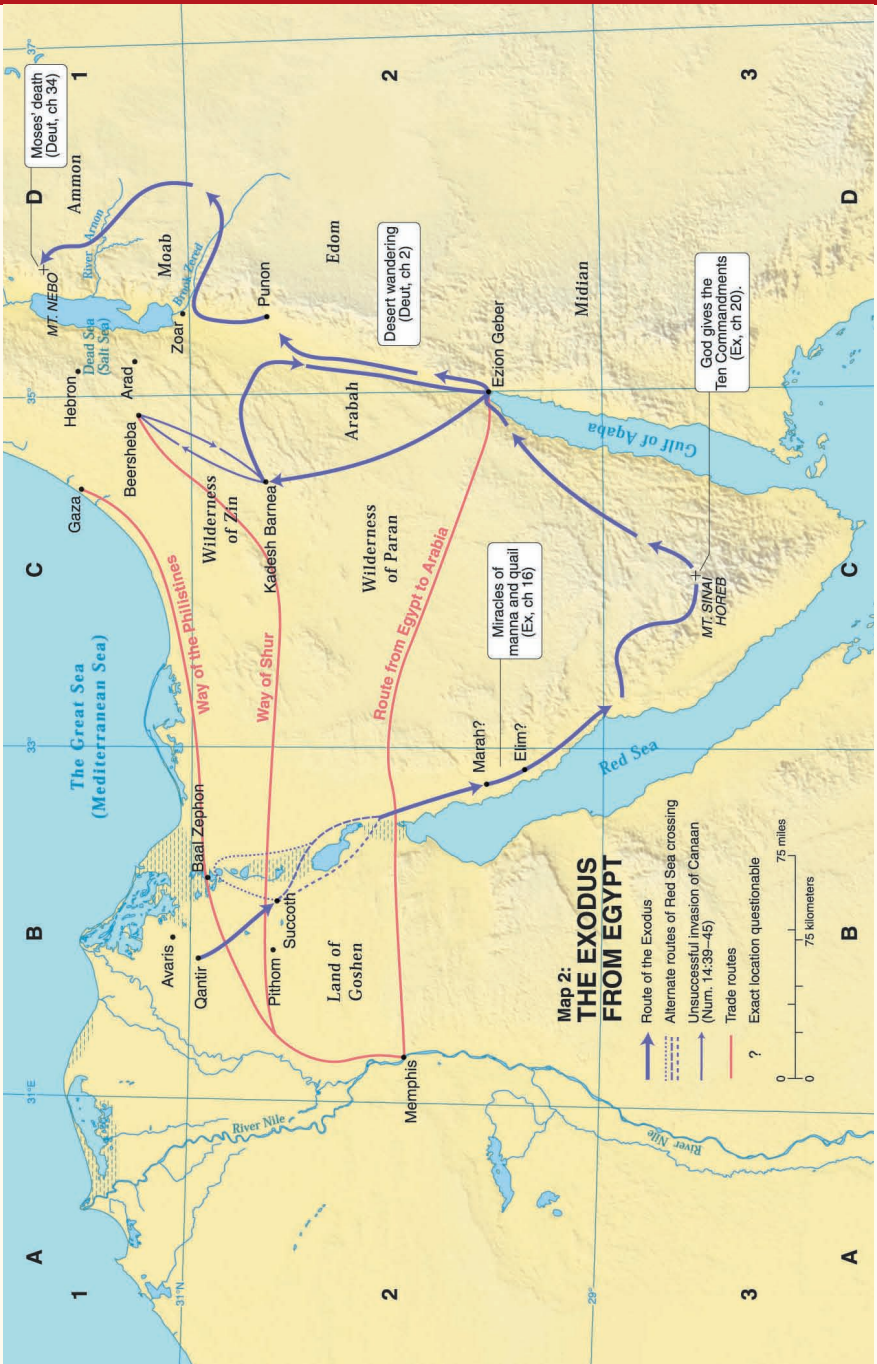 Map 2:
THE EXODUS
FROM EGYPT
Route of the Exodus
Alternate routes of Red Sea crossing
Unsuccessful invasion of Canaan
(Num. 14:39–45)
Trade routes
? Exact location questionable
0 75 miles
0 75 kilometers
A
B
C
D
1
2
3
A
B
C
D
1
2
3
31°E
33°
35°
37°
31°N
29°
The Great Sea
(Mediterranean Sea)
River Nile
River Nile
Avaris
Qantir
Baal Zephon
Pithom
Succoth
Land of
Goshen
Memphis
Way of the Philistines
Way of Shur
Route from Egypt to Arabia
Gaza
Hebron
Beersheba
Arad
Dead Sea
(Salt Sea)
MT. NEBO
Moses' death
(Deut, ch 34)
Ammon
River Arnon
Moab
Zoar
Brook Zered
Wilderness
of Zin
Kadesh Barnea
Punon
Edom
Arabah
Wilderness
of Paran
Desert wandering
(Deut, ch 2)
Ezion Geber
Miracles of
manna and quail
(Ex, ch 16)
Marah?
Elim?
Red Sea
Gulf of Aqaba
Midian
MT. SINAI
HOREB
God gives the
Ten Commandments
(Ex, ch 20).